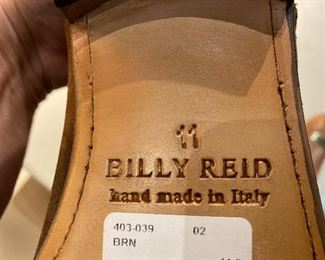 11
BILLY REID
hand made in Italy
403-039 02
BRN